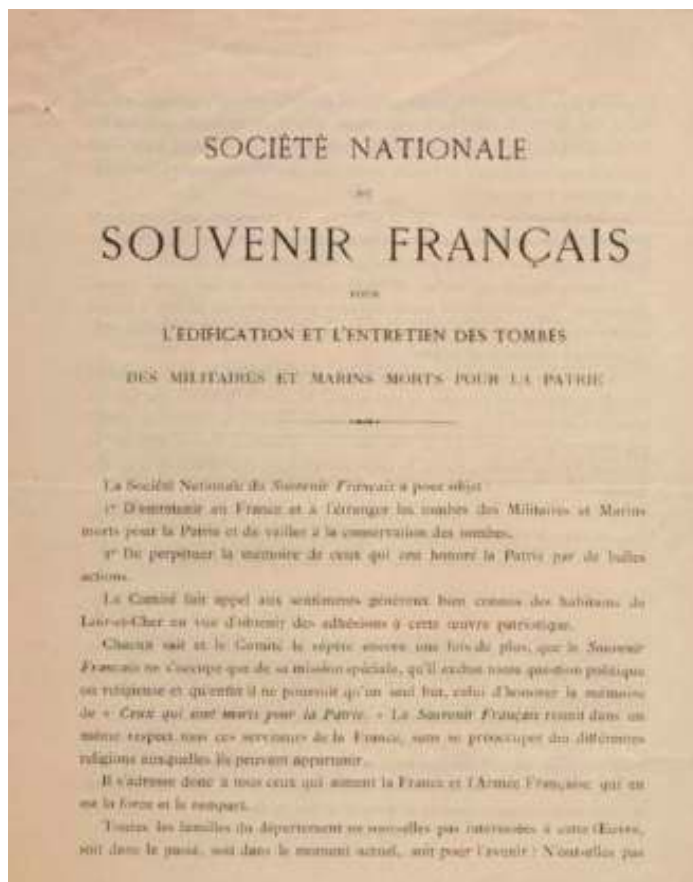 SOCIÉTÉ NATIONALE
DU
SOUVENIR FRANÇAIS
POUR
L'ÉDIFICATION ET L'ENTRETIEN DES TOMBES
DES MILITAIRES ET MARINS MORTS POUR LA PATRIE
La Société Nationale du Souvenir Français a pour objet :
1º D'entretenir en France et à l'étranger les tombes des Militaires et Marins
morts pour la Patrie et de veiller à la conservation des tombes.
2º De perpétuer la mémoire de ceux qui ont honoré la Patrie par de belles
actions.
Le Comité fait appel aux sentiments généreux bien connus des habitants de
Loir-et-Cher en vue d'obtenir des adhésions à cette œuvre patriotique.
Chacun sait et le Comité le répète encore une fois de plus, que le Souvenir
Français ne s'occupe que de sa mission spéciale, qu'il exclue toute question politique
ou religieuse et qu'enfin il ne poursuit qu'un seul but, celui d'honorer la mémoire
de « Ceux qui sont morts pour la Patrie. » Le Souvenir Français réunit dans un
même respect tous ces serviteurs de la France, sans se préoccuper des différentes
religions auxquelles ils peuvent appartenir.
Il s'adresse donc à tous ceux qui aiment la France et l'Armée Française qui en
est la force et le rempart.
Toutes les familles du département ne sont-elles pas intéressées à cette Œuvre,
soit dans le passé, soit dans le moment actuel, soit pour l'avenir ? N'ont-elles pas